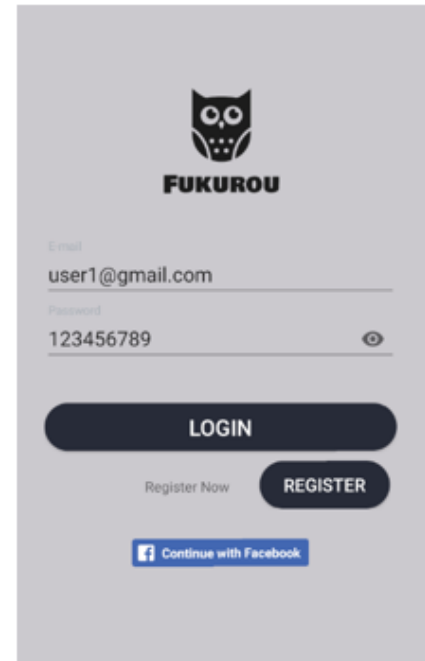 FUKUROU
E-mail
user1@gmail.com
Password
123456789
LOGIN
Register Now REGISTER
f Continue with Facebook